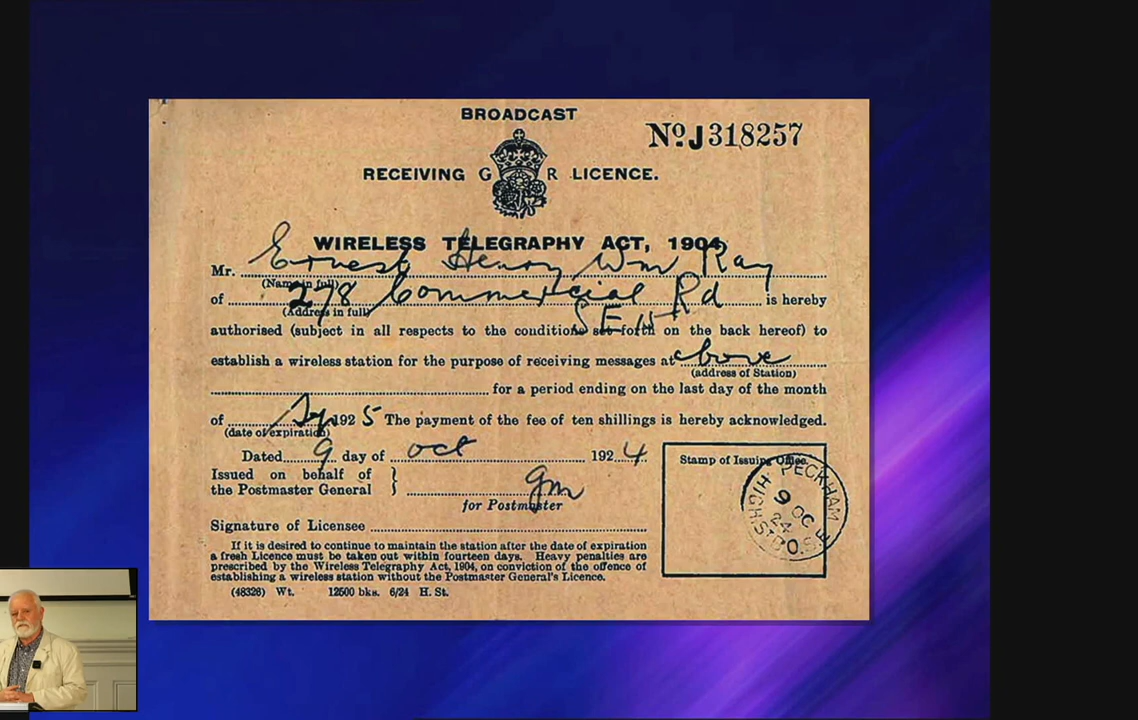 BROADCAST
No J 318257
RECEIVING G R LICENCE.
WIRELESS TELEGRAPHY ACT, 1904.
Mr. Ernest Henry Wm Ray
(Name in full)
of 278 Commercial Rd is hereby
(Address in full)
S E 15
authorised (subject in all respects to the conditions set forth on the back hereof) to
establish a wireless station for the purpose of receiving messages at above
(address of Station)
for a period ending on the last day of the month
of Sep 1925 The payment of the fee of ten shillings is hereby acknowledged.
(date of expiration)
Dated 9 day of oct 1924
Issued on behalf of
the Postmaster General } gm
for Postmaster
Signature of Licensee
If it is desired to continue to maintain the station after the date of expiration
a fresh Licence must be taken out within fourteen days. Heavy penalties are
prescribed by the Wireless Telegraphy Act, 1904, on conviction of the offence of
establishing a wireless station without the Postmaster General's Licence.
(48326) Wt. 12500 bks. 6/24 H. St.
Stamp of Issuing Office.
PECKHAM
HIGH ST B.O. S.E
9 OC
24